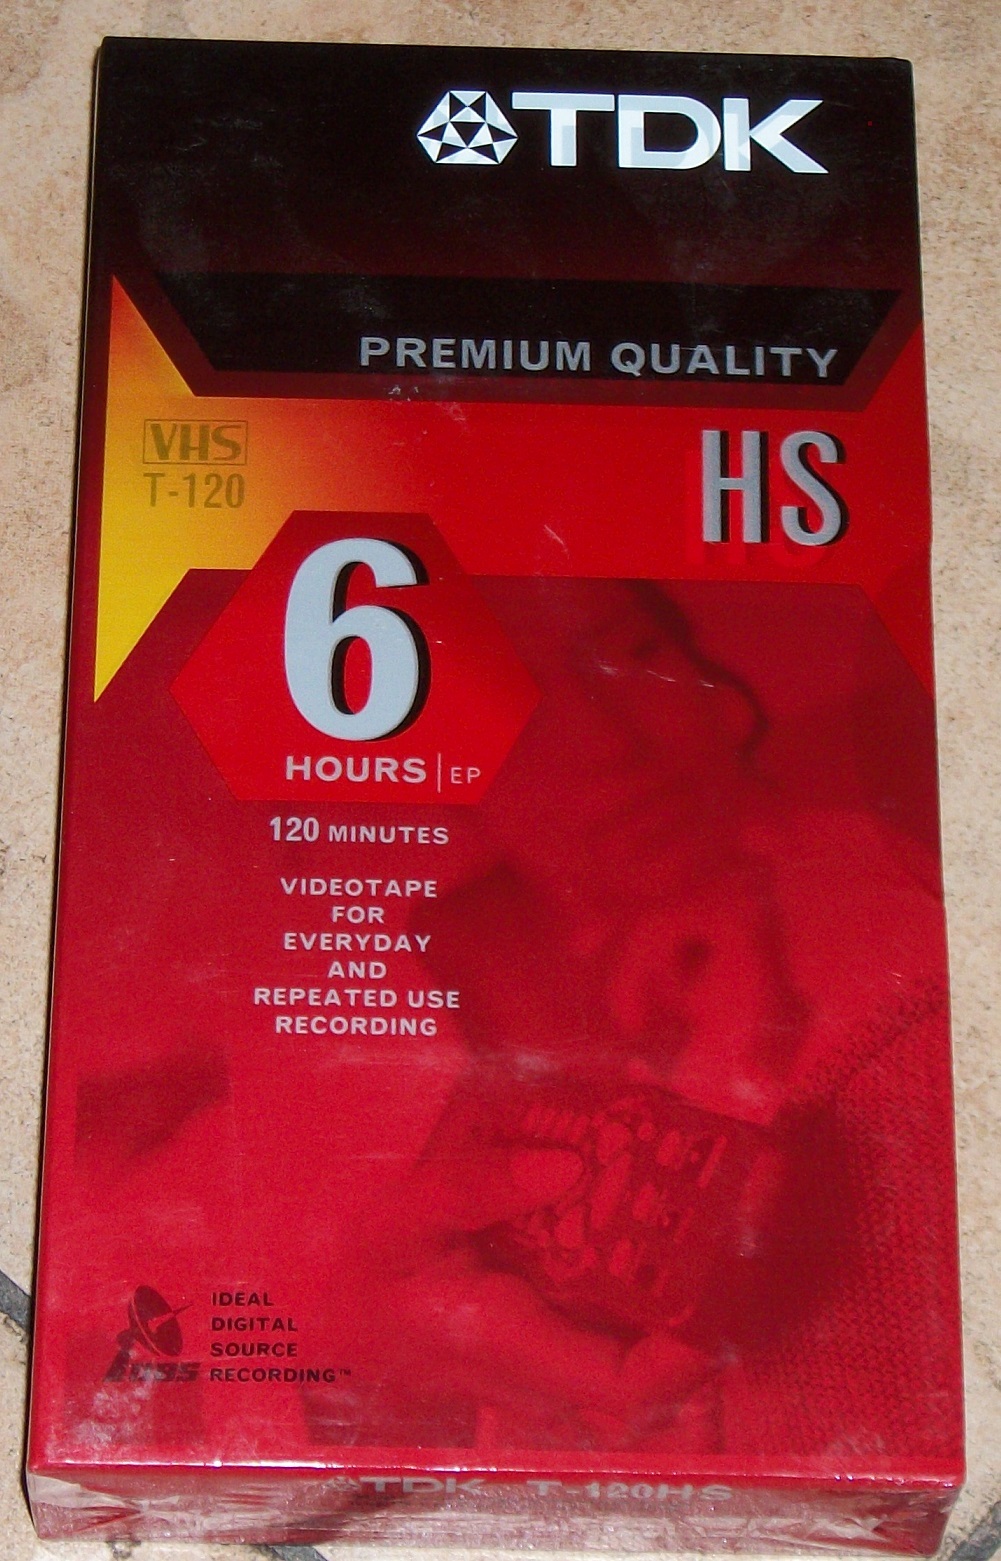 TDK
PREMIUM QUALITY
VHS
T-120
HS
6
HOURS | EP
120 MINUTES
VIDEOTAPE
FOR
EVERYDAY
AND
REPEATED USE
RECORDING
IDEAL
DIGITAL
SOURCE
RECORDING™
TDK T-120HS